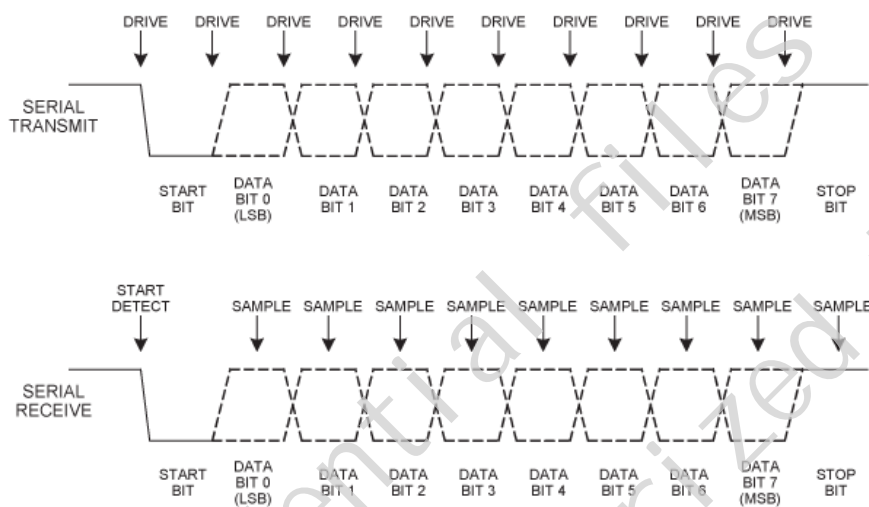 DRIVE DRIVE DRIVE DRIVE DRIVE DRIVE DRIVE DRIVE DRIVE DRIVE
SERIAL
TRANSMIT
START
BIT
DATA
BIT 0
(LSB)
DATA
BIT 1
DATA
BIT 2
DATA
BIT 3
DATA
BIT 4
DATA
BIT 5
DATA
BIT 6
DATA
BIT 7
(MSB)
STOP
BIT
START
DETECT
SAMPLE SAMPLE SAMPLE SAMPLE SAMPLE SAMPLE SAMPLE SAMPLE SAMPLE
SERIAL
RECEIVE
START
BIT
DATA
BIT 0
(LSB)
DATA
BIT 1
DATA
BIT 2
DATA
BIT 3
DATA
BIT 4
DATA
BIT 5
DATA
BIT 6
DATA
BIT 7
(MSB)
STOP
BIT
ential files
rized